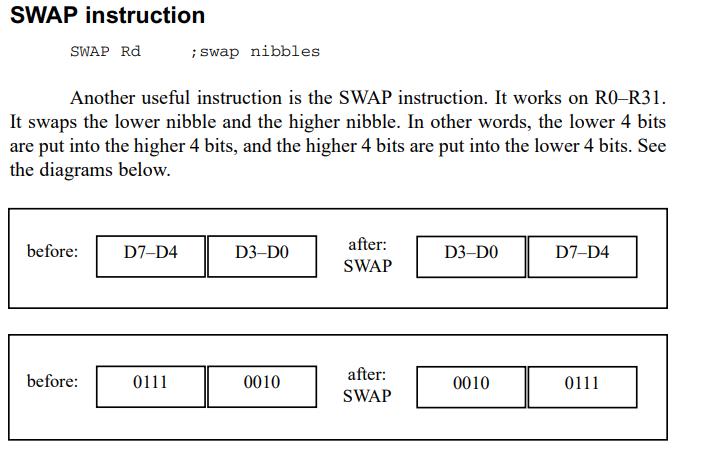 SWAP instruction
SWAP Rd ;swap nibbles
Another useful instruction is the SWAP instruction. It works on R0–R31.
It swaps the lower nibble and the higher nibble. In other words, the lower 4 bits
are put into the higher 4 bits, and the higher 4 bits are put into the lower 4 bits. See
the diagrams below.
before: D7–D4 D3–D0 after: SWAP D3–D0 D7–D4
before: 0111 0010 after: SWAP 0010 0111